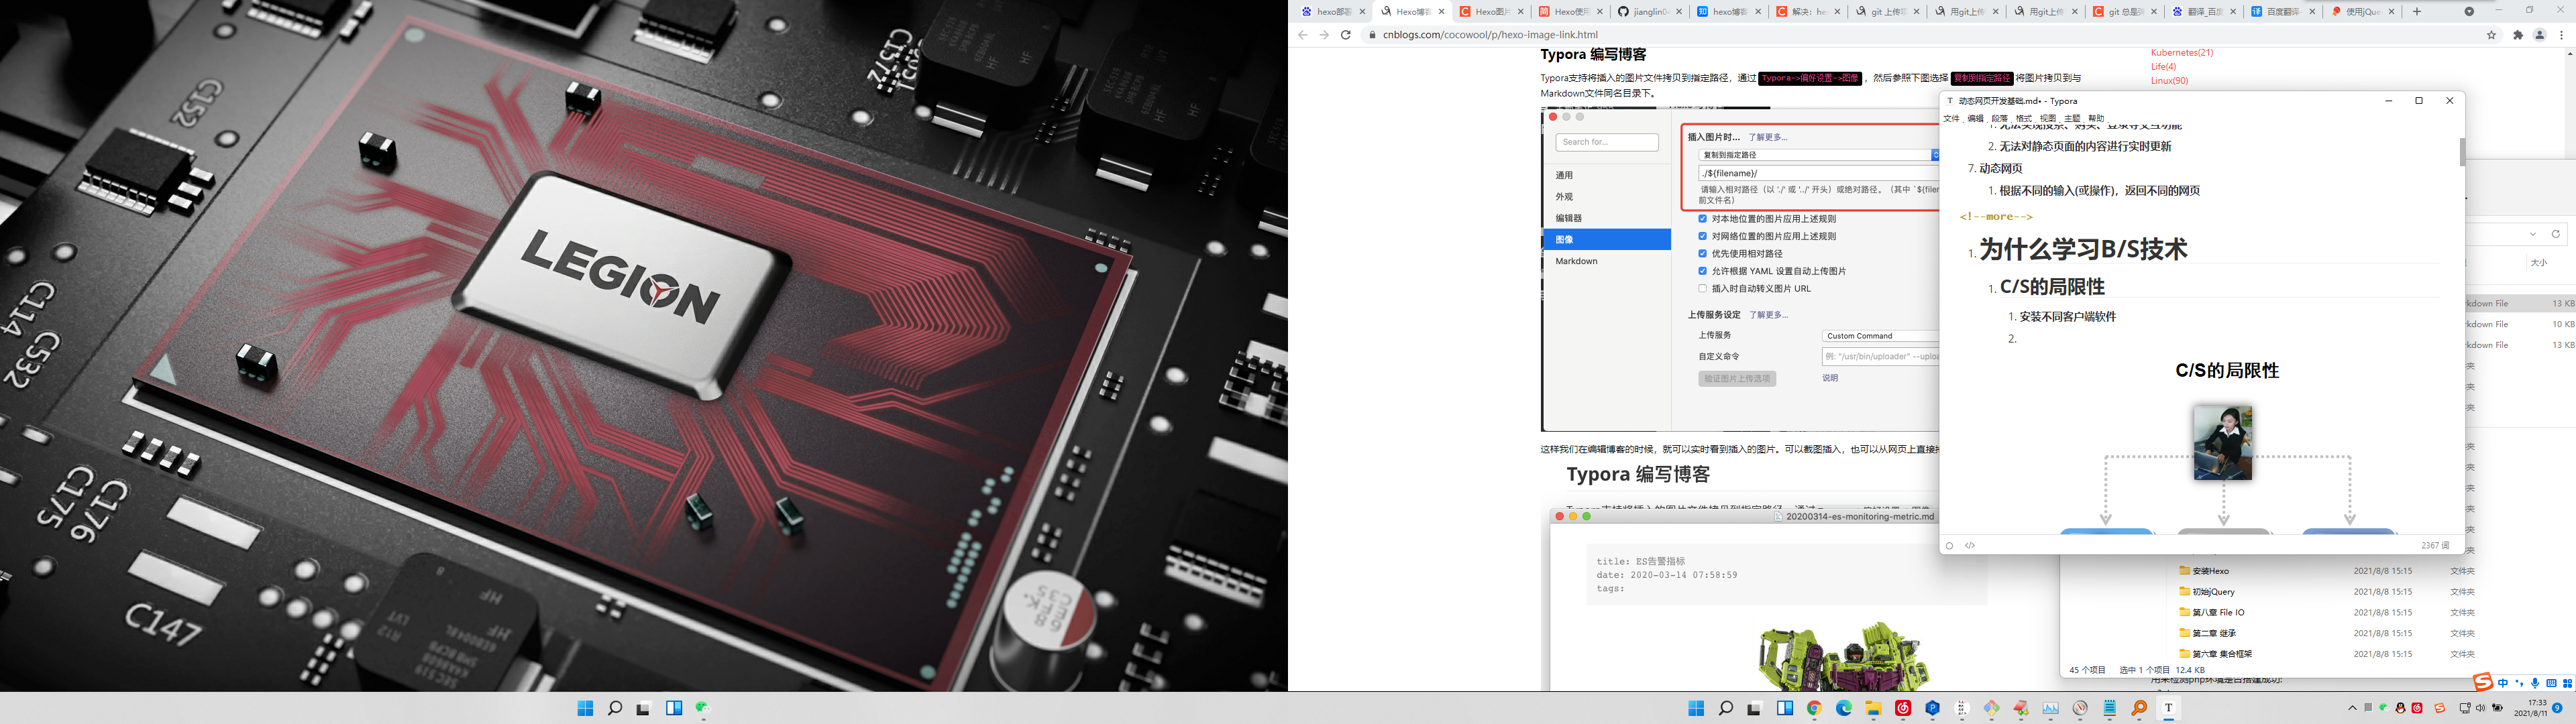 C152
C1572
C114
C532
C175
C176
C147
LEGION
hexo部署
Hexo博客
Hexo图片
Hexo使用
jianglin0
hexo博客
解决: he
git 上传项
用git上传
用git上传
git 总是弹
翻译_百度
百度翻译
使用jQue
cnblogs.com/cocowool/p/hexo-image-link.html
Typora 编写博客
Typora支持将插入的图片文件拷贝到指定路径，通过 Typora->偏好设置->图像 ，然后参照下图选择 复制到指定路径 将图片拷贝到与
Markdown文件同名目录下。
Search for...
通用
外观
编辑器
图像
Markdown
插入图片时... 了解更多...
复制到指定路径
./${filename}/
请输入相对路径（以 './' 或 '../' 开头）或绝对路径。（其中 `${filen
前文件名）
对本地位置的图片应用上述规则
对网络位置的图片应用上述规则
优先使用相对路径
允许根据 YAML 设置自动上传图片
插入时自动转义图片 URL
上传服务设定 了解更多...
上传服务 Custom Command
自定义命令 例: "/usr/bin/uploader" --uploa
验证图片上传选项 说明
这样我们在编辑博客的时候，就可以实时看到插入的图片。可以截图插入，也可以从网页上直接
Typora 编写博客
20200314-es-monitoring-metric.md
title: ES告警指标
date: 2020-03-14 07:58:59
tags:
Kubernetes(21)
Life(4)
Linux(90)
动态网页开发基础.md• - Typora
文件 编辑 段落 格式 视图 主题 帮助
2. 无法对静态页面的内容进行实时更新
7. 动态网页
1. 根据不同的输入(或操作)，返回不同的网页
<!--more-->
1. 为什么学习B/S技术
1. C/S的局限性
1. 安装不同客户端软件
2.
C/S的局限性
2367 词
大小
kdown File 13 KB
kdown File 10 KB
kdown File 13 KB
安装Hexo 2021/8/8 15:15 文件夹
初始jQuery 2021/8/8 15:15 文件夹
第八章 File IO 2021/8/8 15:15 文件夹
第二章 继承 2021/8/8 15:15 文件夹
第六章 集合框架 2021/8/8 15:15 文件夹
45 个项目 选中 1 个项目 12.4 KB
用来检测php环境是否搭建成功:
中
17:33
2021/8/11
9